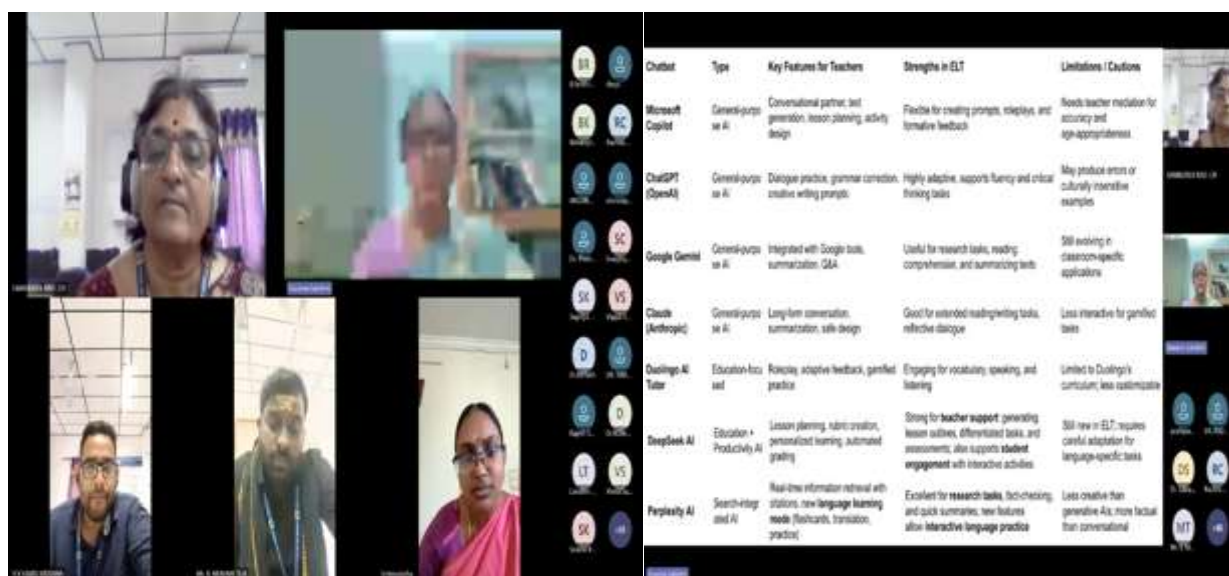 BR
BK
RC
SC
SK
VS
D
D
LT
VS
SK
Chatbot Type Key Features for Teachers Strengths in ELT Limitations / Cautions
Microsoft Copilot
General-purpo
se AI
Conversational partner, text
generation, lesson planning, activity
design
Flexible for creating prompts, roleplays, and
formative feedback
Needs teacher mediation for
accuracy and
age-appropriateness
ChatGPT
(OpenAI)
General-purpo
se AI
Dialogue practice, grammar correction,
creative writing prompts
Highly adaptive, supports fluency and critical
thinking tasks
May produce errors or
culturally insensitive
examples
Google Gemini
General-purpo
se AI
Integrated with Google tools,
summarization, Q&A
Useful for research tasks, reading
comprehension, and summarizing texts
Still evolving in
classroom-specific
applications
Claude
(Anthropic)
General-purpo
se AI
Long-form conversation,
summarization, safe design
Good for extended reading/writing tasks,
reflective dialogue
Less interactive for gamified
tasks
Duolingo AI
Tutor
Education-focu
sed
Roleplay, adaptive feedback, gamified
practice
Engaging for vocabulary, speaking, and
listening
Limited to Duolingo's
curriculum; less customizable
DeepSeek AI
Education +
Productivity AI
Lesson planning, rubric creation,
personalized learning, automated
grading
Strong for teacher support: generating
lesson outlines, differentiated tasks, and
assessments; also supports student
engagement with interactive activities
Still new in ELT; requires
careful adaptation for
language-specific tasks
Perplexity AI
Search-integr
ated AI
Real-time information retrieval with
citations, new language learning
mode (flashcards, translation,
practice)
Excellent for research tasks, fact-checking,
and quick summaries; new features
allow interactive language practice
Less creative than
generative AIs; more factual
than conversational
DS
RC
MT